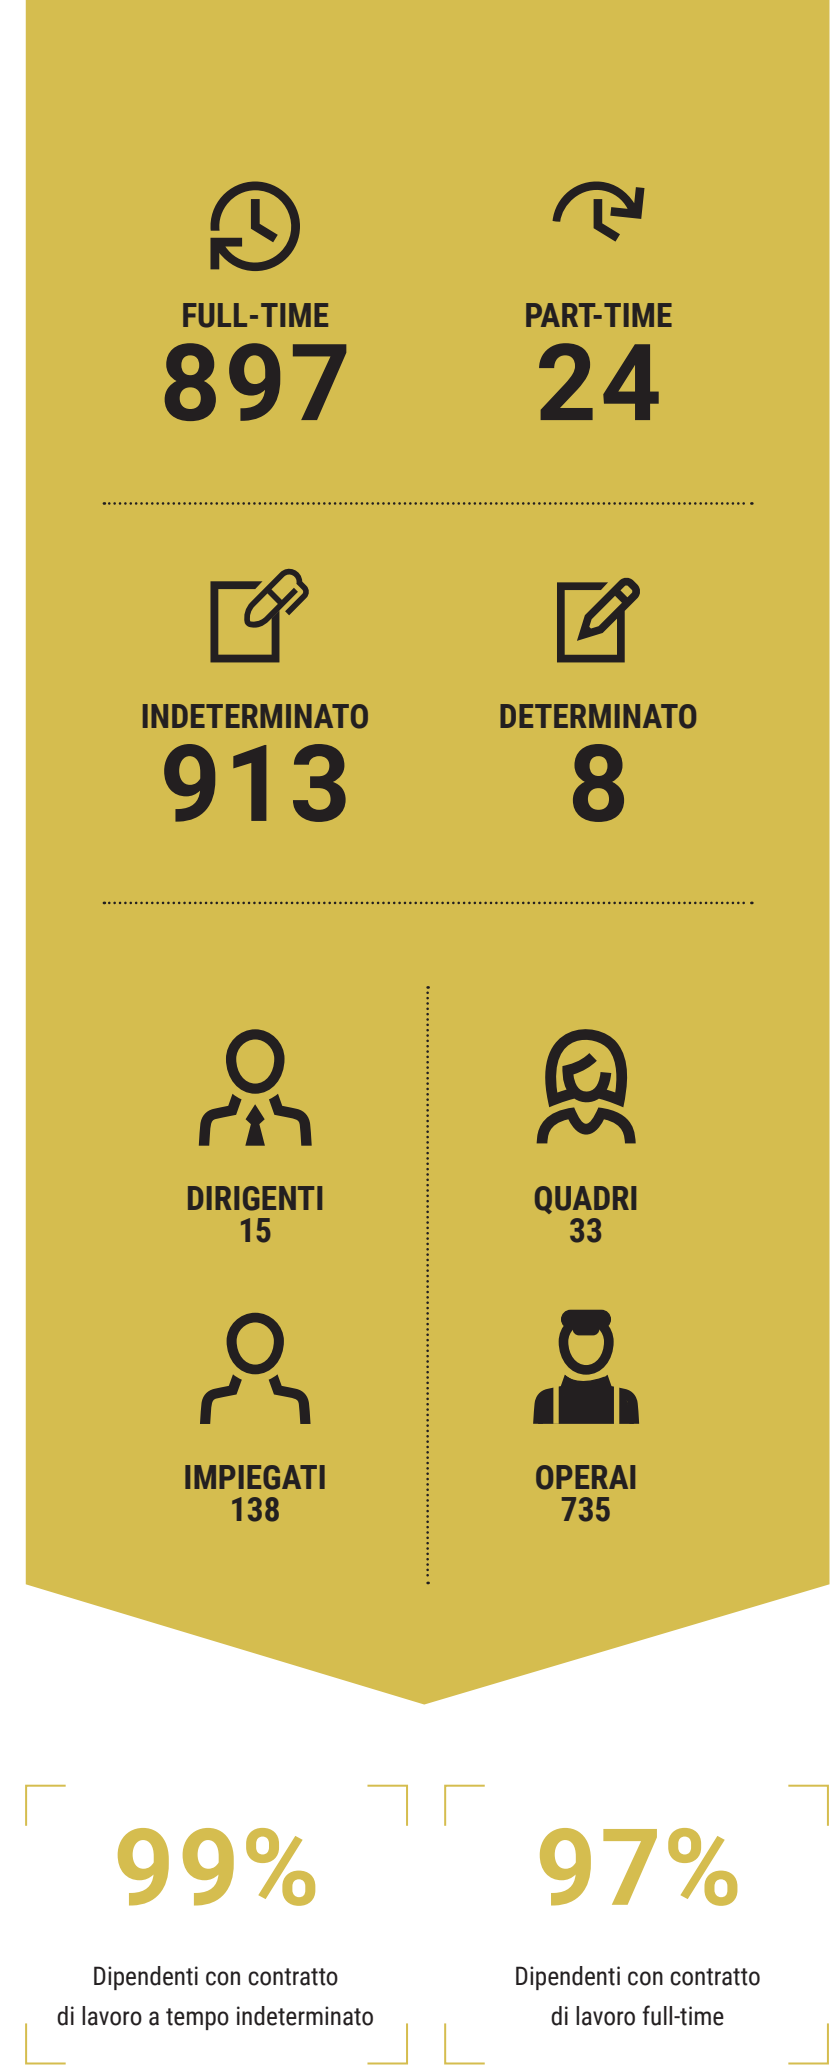 FULL-TIME
897
PART-TIME
24
INDETERMINATO
913
DETERMINATO
8
DIRIGENTI
15
QUADRI
33
IMPIEGATI
138
OPERAI
735
99%
Dipendenti con contratto
di lavoro a tempo indeterminato
97%
Dipendenti con contratto
di lavoro full-time